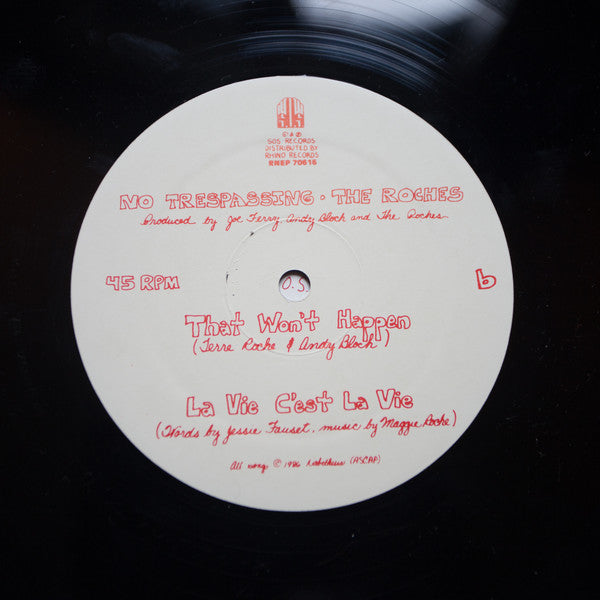 SOS RECORDS
DISTRIBUTED BY
RHINO RECORDS
RNEP 70616
NO TRESPASSING · THE ROCHES
Produced by Joe Ferry, Andy Bloch and The Roches
45 RPM
O.S.
b
That Won't Happen
(Terre Roche & Andy Bloch)
La Vie C'est La Vie
(Words by Jessie Fauset, music by Maggie Roche)
All songs © 1986 (ASCAP)